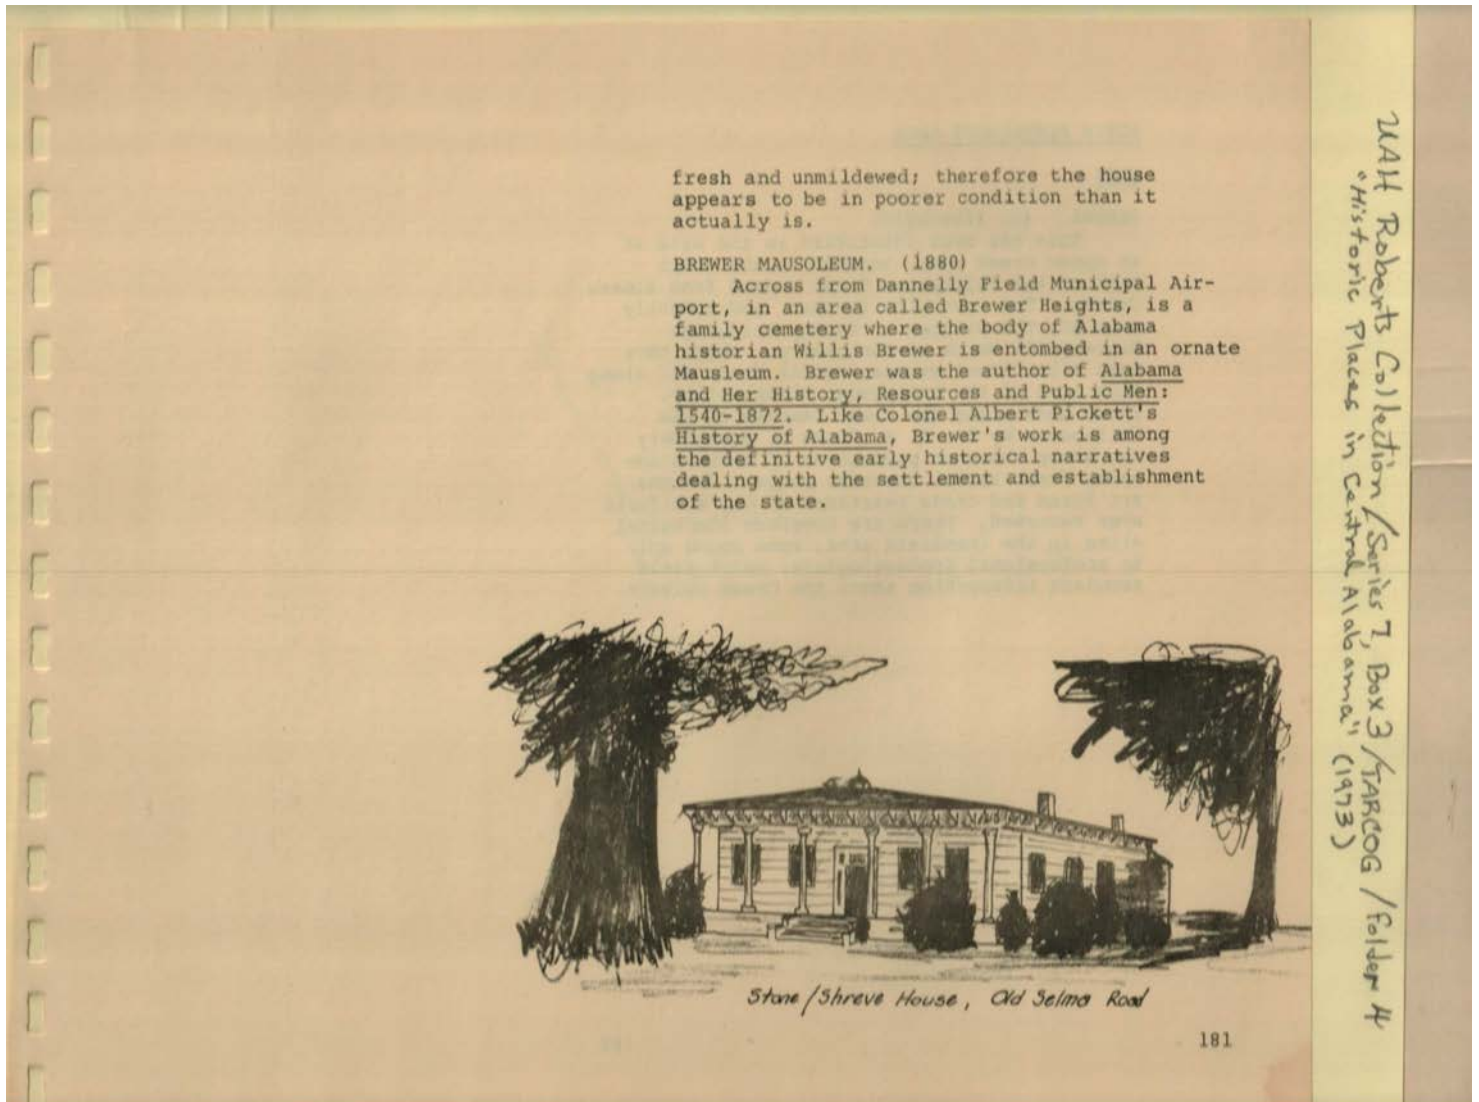 fresh and unmildewed; therefore the house
appears to be in poorer condition than it
actually is.
BREWER MAUSOLEUM. (1880)
Across from Dannelly Field Municipal Air-
port, in an area called Brewer Heights, is a
family cemetery where the body of Alabama
historian Willis Brewer is entombed in an ornate
Mausleum. Brewer was the author of Alabama
and Her History, Resources and Public Men:
1540-1872. Like Colonel Albert Pickett's
History of Alabama, Brewer's work is among
the definitive early historical narratives
dealing with the settlement and establishment
of the state.
Stone/Shreve House, Old Selma Road
181
UAH Roberts Collection/Series 7, Box 3/TARCOG/folder 4
"Historic Places in Central Alabama" (1973)